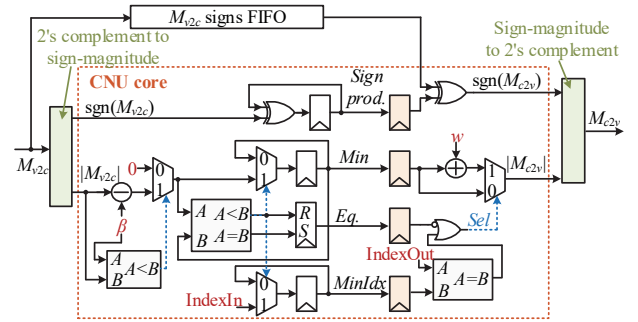 M_{v2c} signs FIFO
2's complement to
sign-magnitude
Sign-magnitude
to 2's complement
CNU core
Sign
prod.
sgn(M_{v2c})
sgn(M_{c2v})
M_{v2c}
M_{c2v}
|M_{v2c}|
0
0
1
0
1
Min
w
1
0
|M_{c2v}|
β
A
B
A<B
A
B
A<B
A=B
R
S
Eq.
Sel
IndexOut
IndexIn
0
1
MinIdx
A
B
A=B